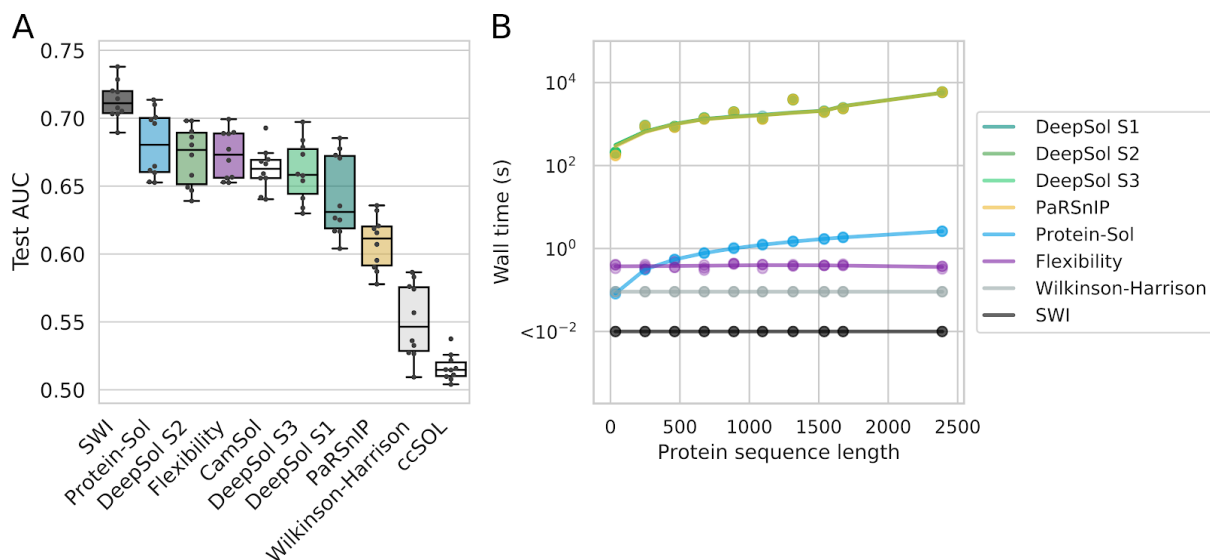 A
0.75
0.70
0.65
0.60
0.55
0.50
Test AUC
SWI
Protein-Sol
DeepSol S2
Flexibility
CamSol
DeepSol S3
DeepSol S1
PaRSnIP
Wilkinson-Harrison
ccSOL
B
10^4
10^2
10^0
<10^-2
Wall time (s)
0 500 1000 1500 2000 2500
Protein sequence length
DeepSol S1
DeepSol S2
DeepSol S3
PaRSnIP
Protein-Sol
Flexibility
Wilkinson-Harrison
SWI